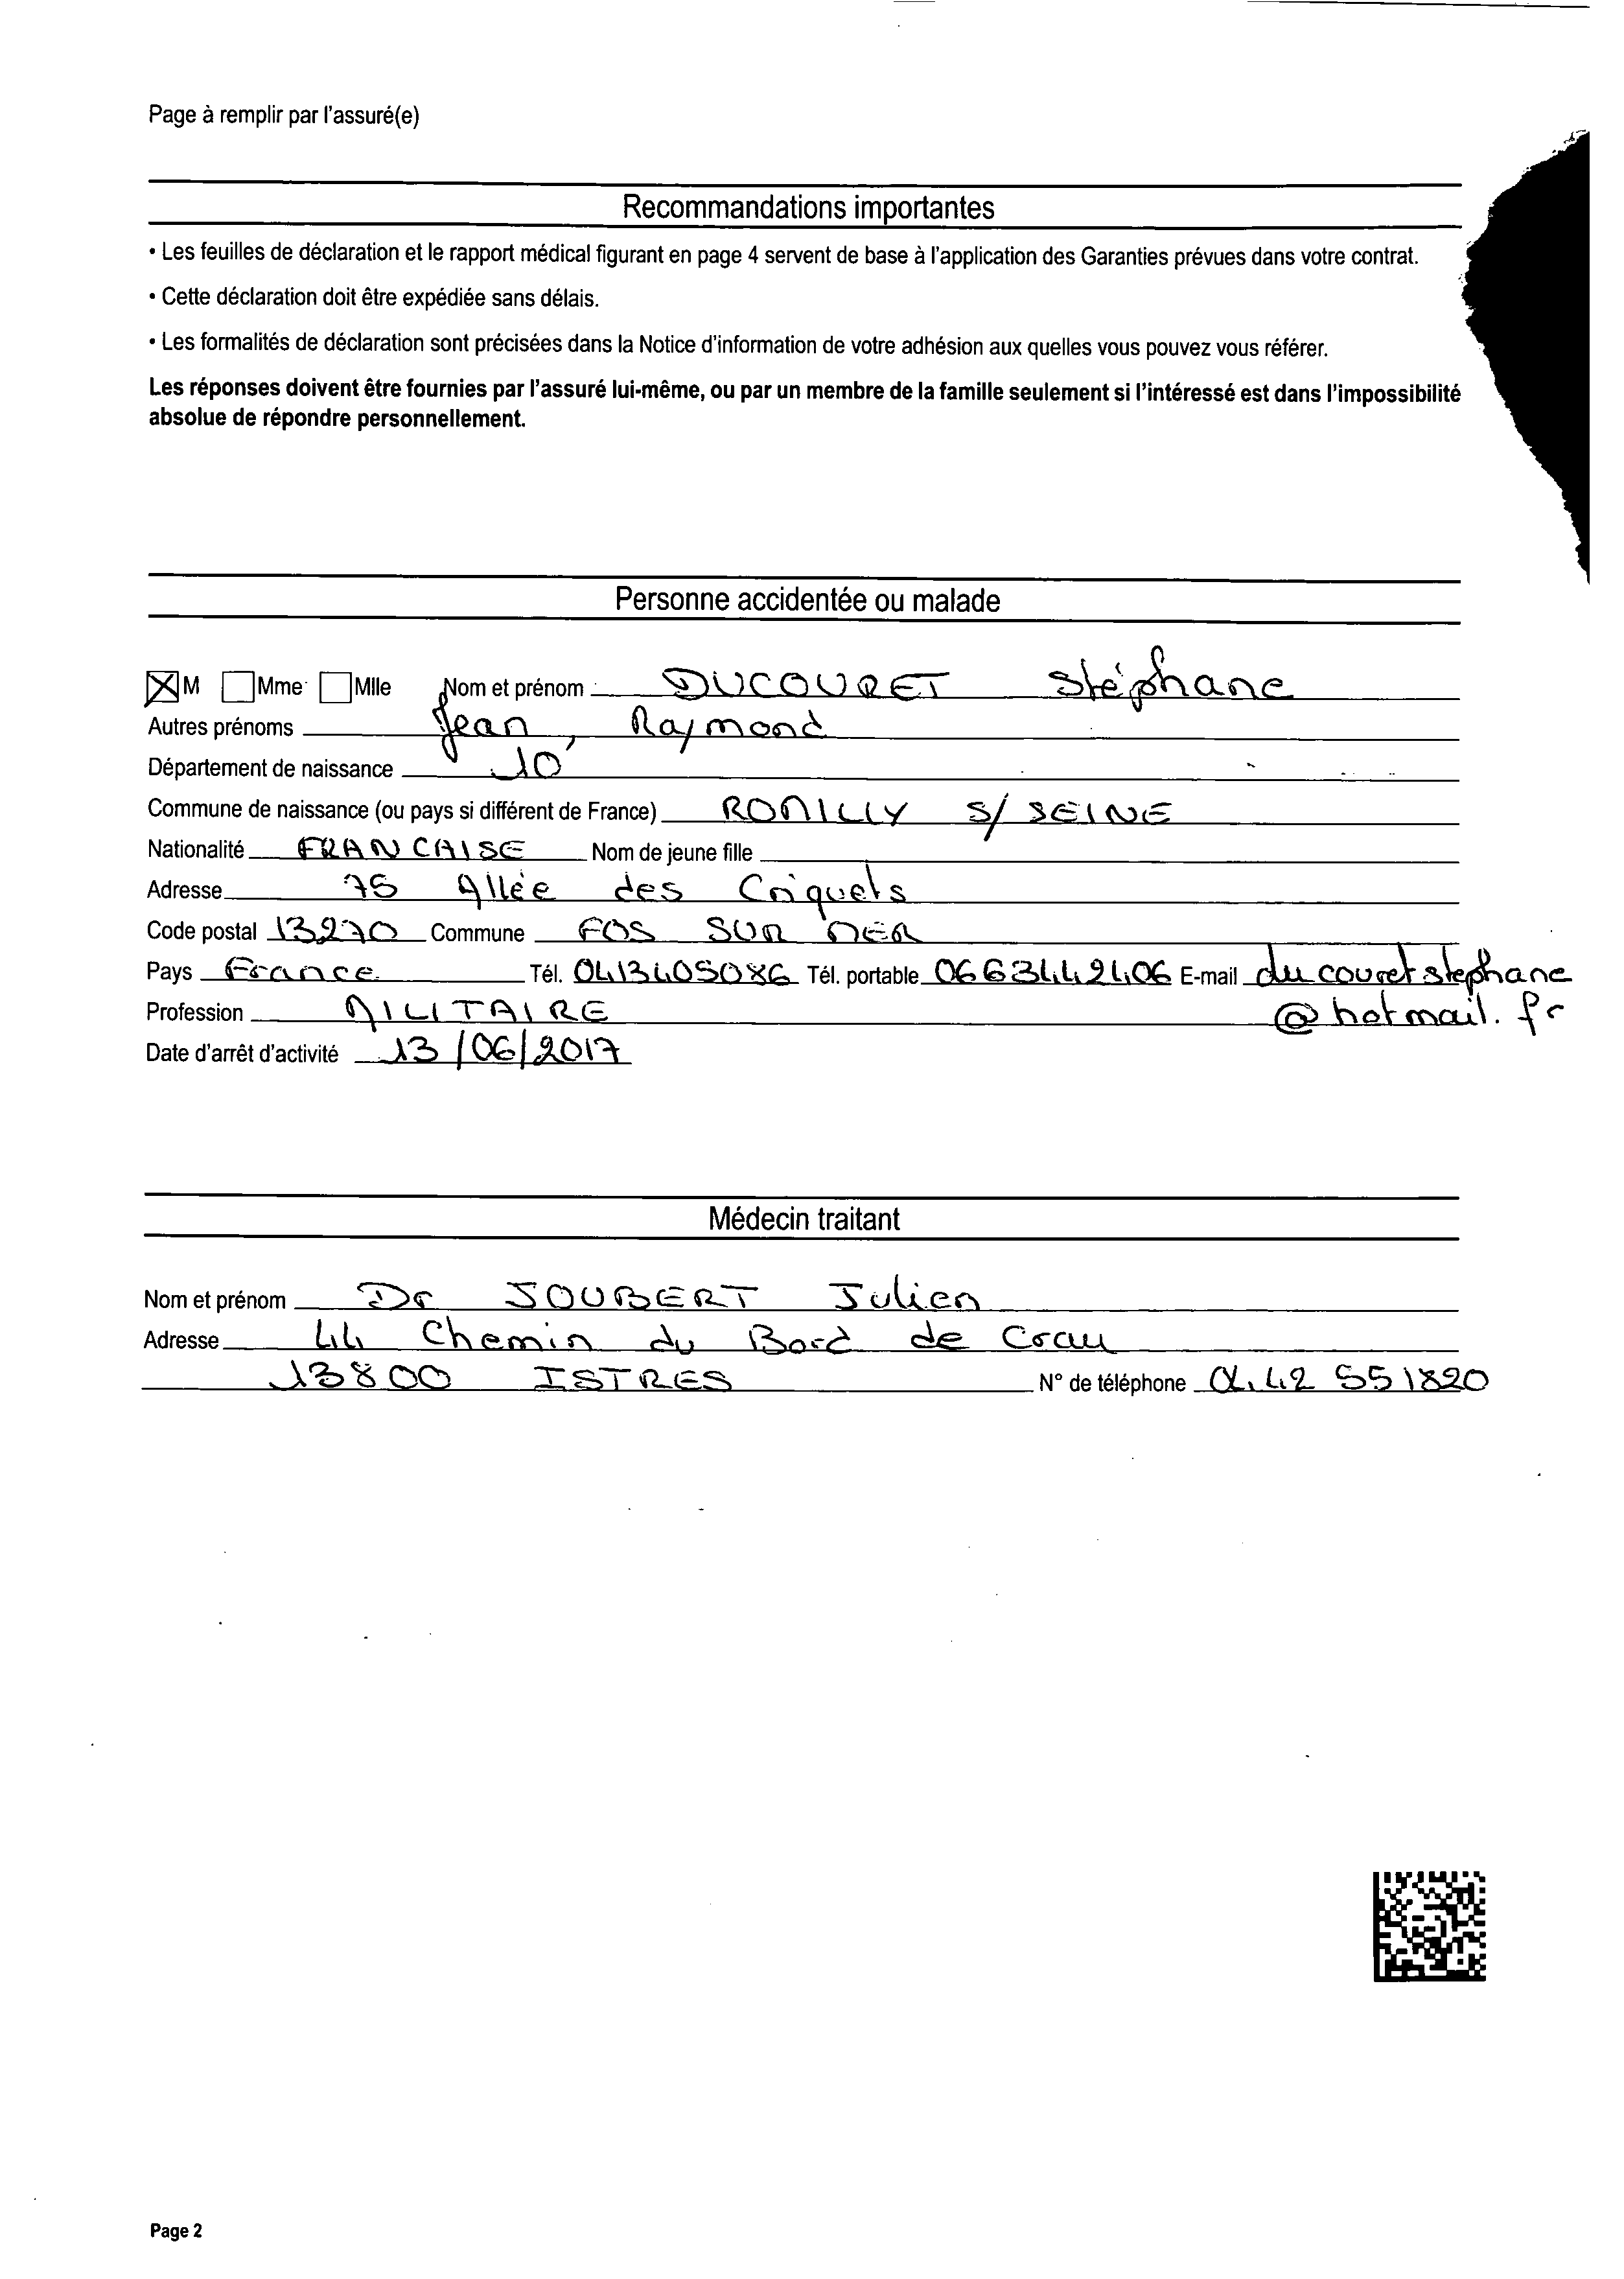 Page à remplir par l'assuré(e)
Recommandations importantes
• Les feuilles de déclaration et le rapport médical figurant en page 4 servent de base à l'application des Garanties prévues dans votre contrat.
• Cette déclaration doit être expédiée sans délais.
• Les formalités de déclaration sont précisées dans la Notice d'information de votre adhésion aux quelles vous pouvez vous référer.
Les réponses doivent être fournies par l'assuré lui-même, ou par un membre de la famille seulement si l'intéressé est dans l'impossibilité
absolue de répondre personnellement.
Personne accidentée ou malade
M Mme Mlle Nom et prénom DUCOURET Stéphane
Autres prénoms Jean, Raymond
Département de naissance 10
Commune de naissance (ou pays si différent de France) ROMILLY S/ SEINE
Nationalité FRANCAISE Nom de jeune fille
Adresse 75 Allée des Criquets
Code postal 13270 Commune FOS SUR MER
Pays France Tél. 0413405086 Tél. portable 0663442406 E-mail ducouretstephane
@hotmail.fr
Profession MILITAIRE
Date d'arrêt d'activité 13/06/2017
Médecin traitant
Nom et prénom Dr JOUBERT Julien
Adresse 44 Chemin du Bord de Crau
13800 ISTRES N° de téléphone 04 42 551820
Page 2